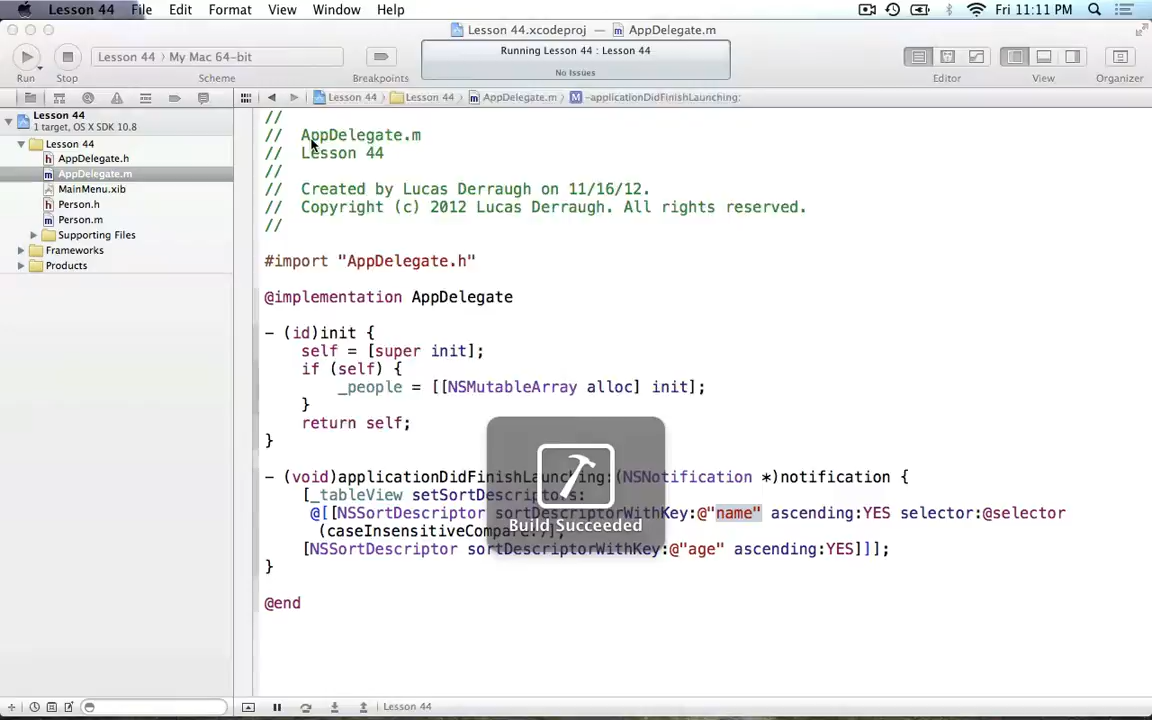 Lesson 44 File Edit Format View Window Help Fri 11:11 PM
Lesson 44.xcodeproj — AppDelegate.m
Run Stop Lesson 44 〉 My Mac 64-bit Scheme Breakpoints
Running Lesson 44 : Lesson 44
No Issues
Editor View Organizer
Lesson 44 Lesson 44 AppDelegate.m -applicationDidFinishLaunching:
Lesson 44
1 target, OS X SDK 10.8
Lesson 44
AppDelegate.h
AppDelegate.m
MainMenu.xib
Person.h
Person.m
Supporting Files
Frameworks
Products
//
// AppDelegate.m
// Lesson 44
//
// Created by Lucas Derraugh on 11/16/12.
// Copyright (c) 2012 Lucas Derraugh. All rights reserved.
//
#import "AppDelegate.h"
@implementation AppDelegate
- (id)init {
self = [super init];
if (self) {
_people = [[NSMutableArray alloc] init];
}
return self;
}
- (void)applicationDidFinishLaunching:(NSNotification *)notification {
[_tableView setSortDescriptors:
@[[NSSortDescriptor sortDescriptorWithKey:@"name" ascending:YES selector:@selector
(caseInsensitiveCompare:)],
[NSSortDescriptor sortDescriptorWithKey:@"age" ascending:YES]]];
}
@end
Build Succeeded
Lesson 44